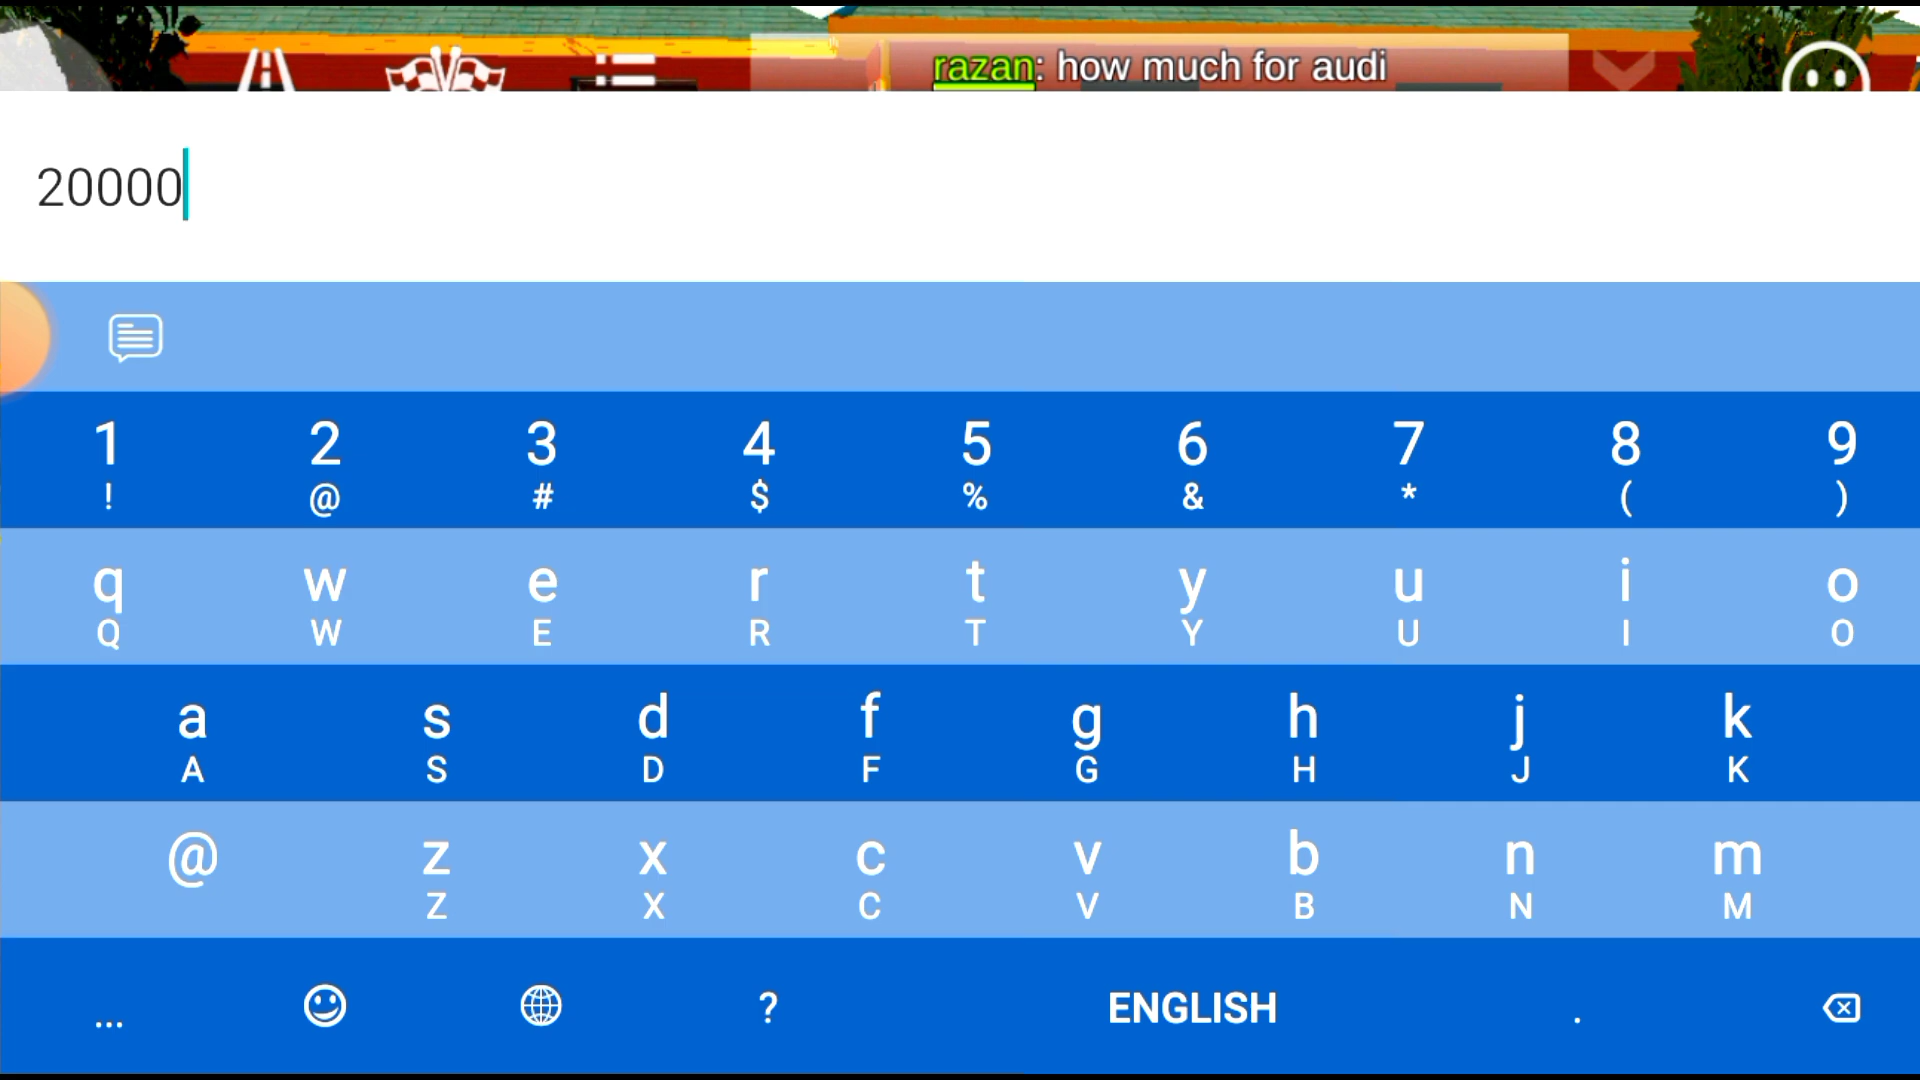 razan: how much for audi
20000
1 2 3 4 5 6 7 8 9
! @ # $ % & * ( )
q w e r t y u i o
Q W E R T Y U I O
a s d f g h j k
A S D F G H J K
@ z x c v b n m
Z X C V B N M
... ? ENGLISH .